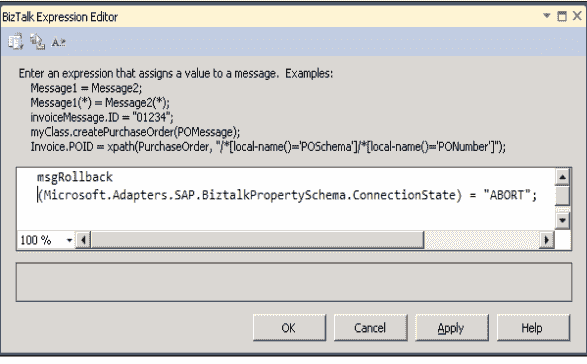 BizTalk Expression Editor
Enter an expression that assigns a value to a message. Examples:
Message1 = Message2;
Message1(*) = Message2(*);
invoiceMessage.ID = "01234";
myClass.createPurchaseOrder(POMessage);
Invoice.POID = xpath(PurchaseOrder, "/*[local-name()='POSchema']/*[local-name()='PONumber']");
msgRollback
(Microsoft.Adapters.SAP.BiztalkPropertySchema.ConnectionState) = "ABORT";
100 %
OK Cancel Apply Help